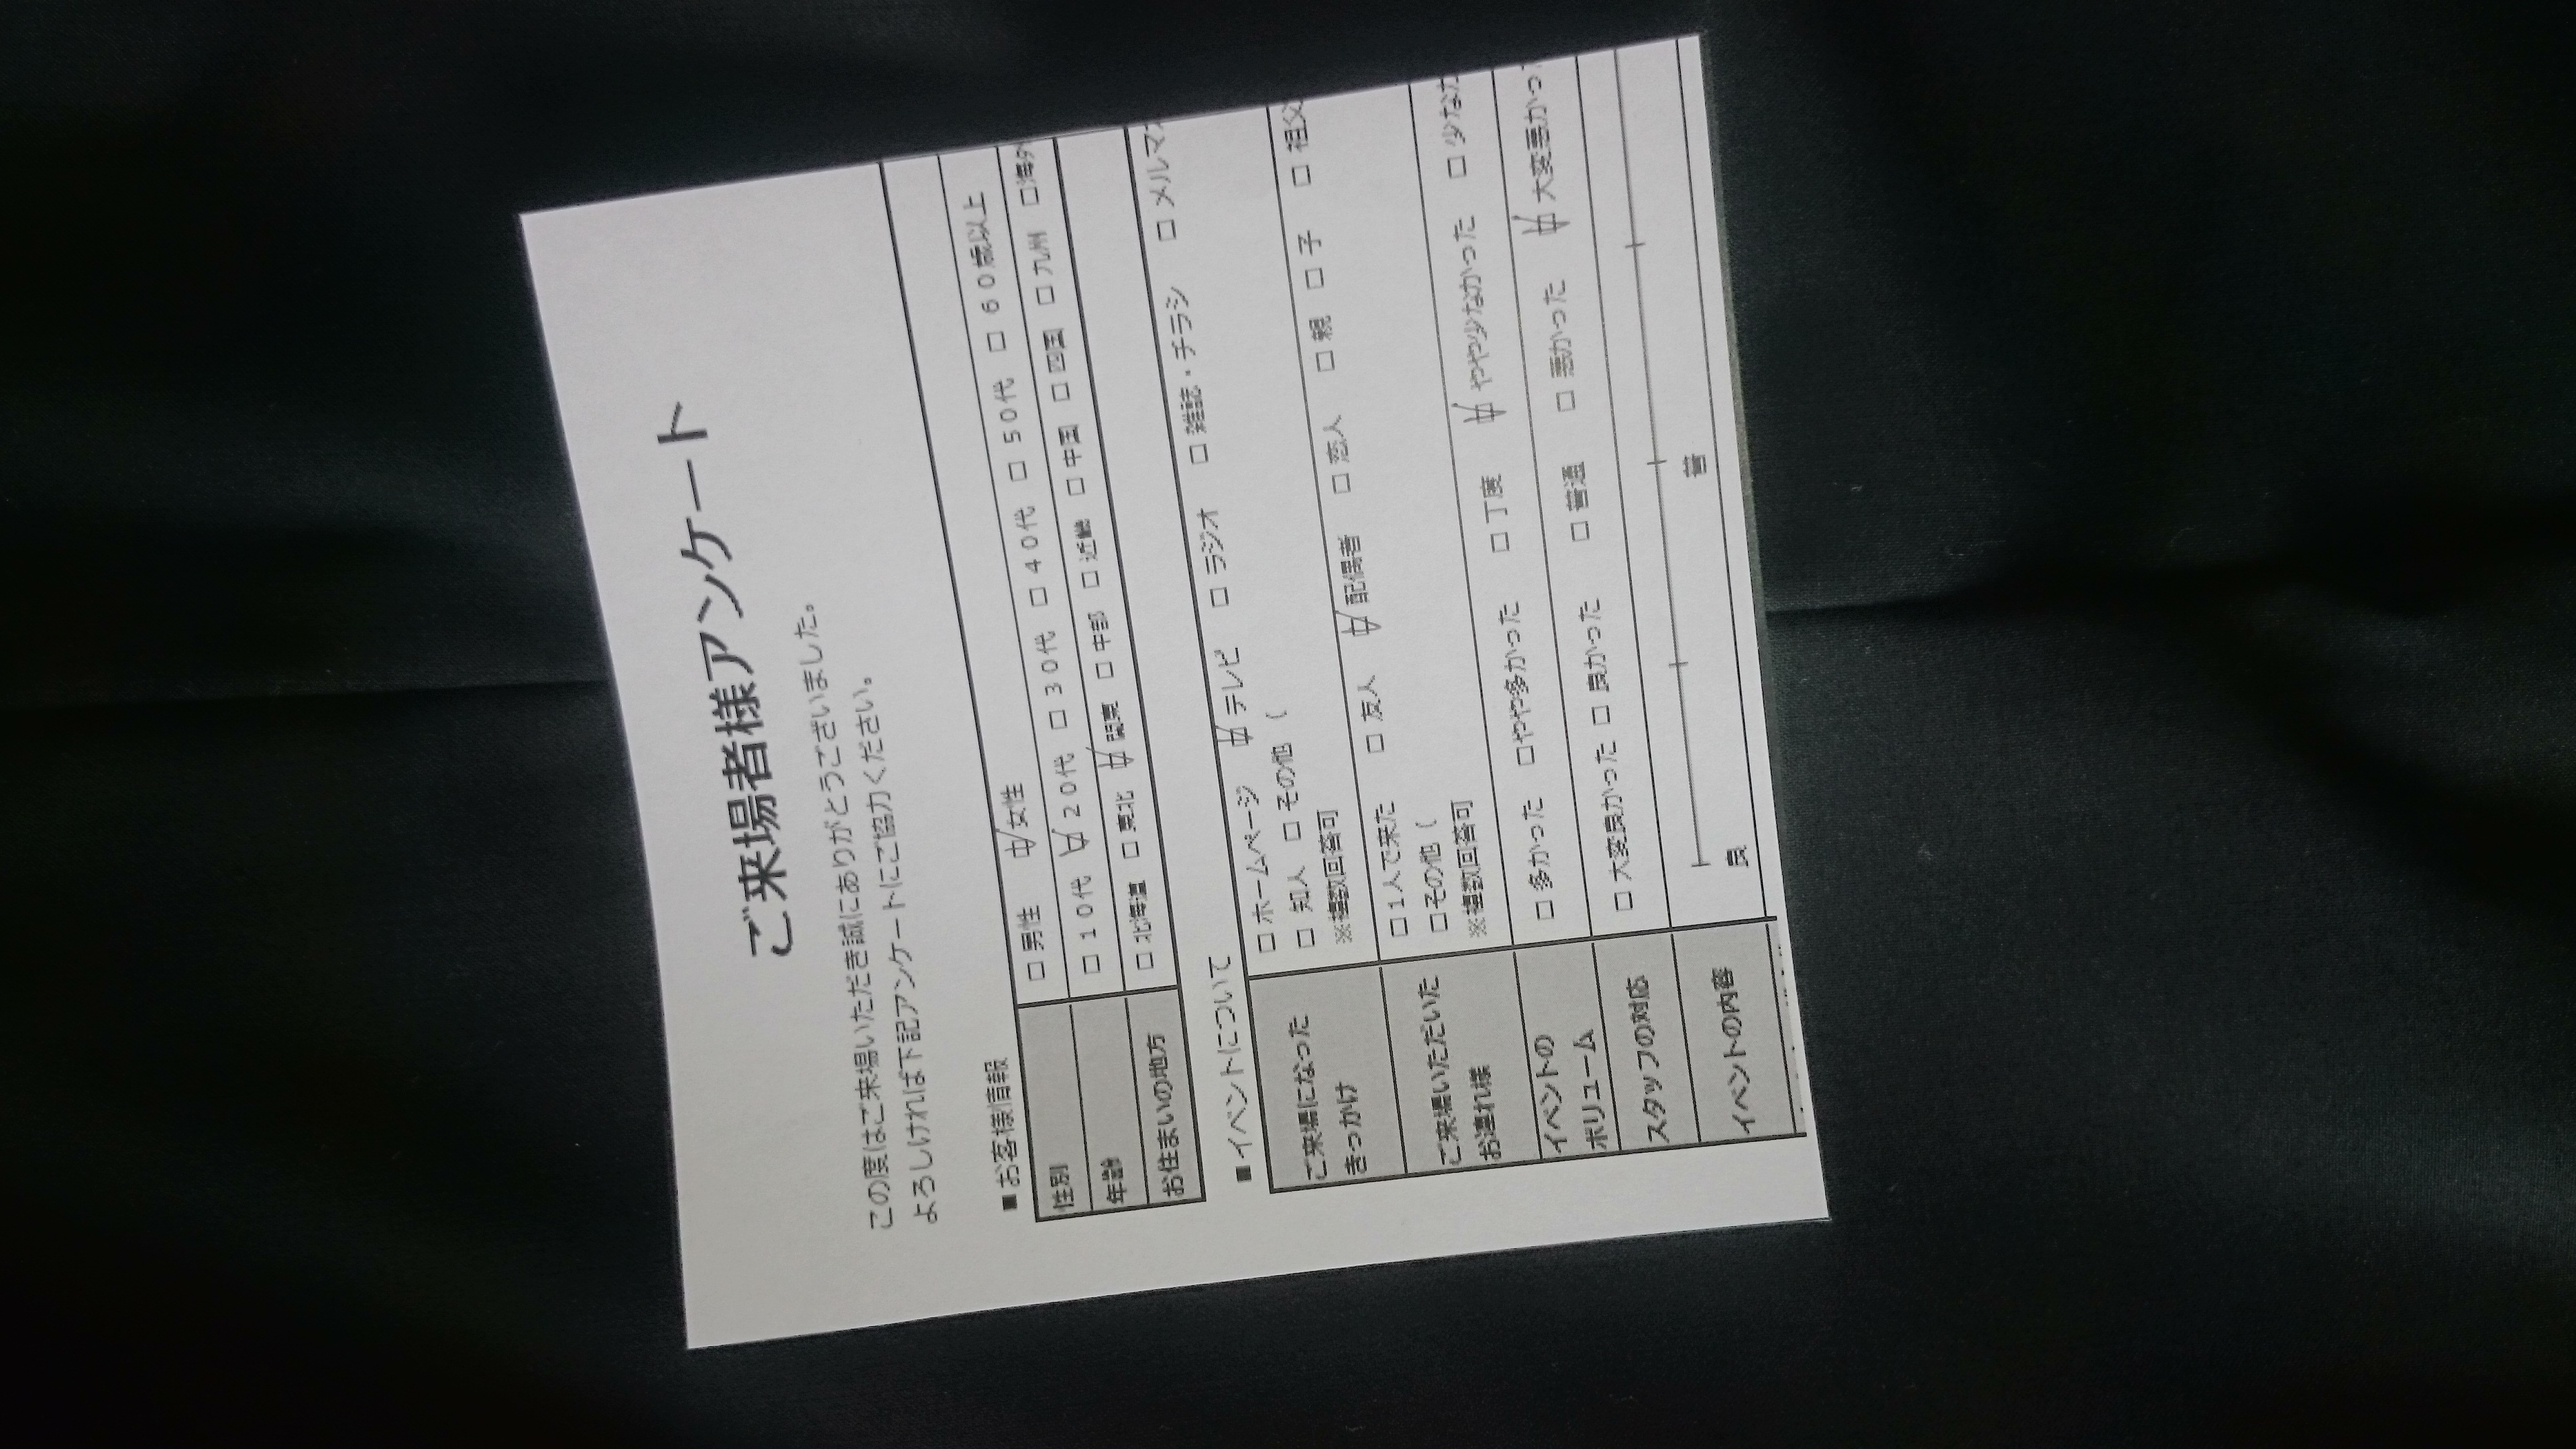 ご来場者様アンケート
この度はご来場いただき誠にありがとうございました。
よろしければ下記アンケートにご協力ください。
■お客様情報
性別 □ 男性 ☑ 女性
年齢 □ 10代 ☑ 20代 □ 30代 □ 40代 □ 50代 □ 60歳以上
お住まいの地方 □ 北海道 □ 東北 ☑ 関東 □ 中部 □ 近畿 □ 中国 □ 四国 □ 九州 □海外
■イベントについて
ご来場になった
きっかけ
□ ホームページ ☑ テレビ □ ラジオ □ 雑誌・チラシ □ メルマガ
□ 知人 □ その他 (
※複数回答可
ご来場いただいた
お連れ様
□1人で来た □ 友人 ☑ 配偶者 □ 恋人 □ 親 □ 子 □ 祖父
□その他 (
※複数回答可
イベントの
ボリューム
□ 多かった □やや多かった □ 丁度 ☑ やや少なかった □ 少なか
スタッフの対応 □ 大変良かった □ 良かった □ 普通 □ 悪かった ☑ 大変悪かっ
イベントの内容
良 普